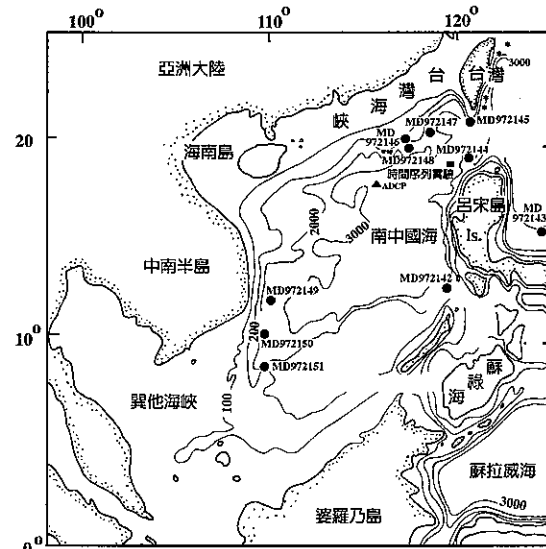 100°
110°
120°
亞洲大陸
台
台灣
灣
海
峽
3000
MD972147
MD972145
20
海南島
MD
972146
MD972148
MD972144
時間序列實驗
ADCP
呂宋島
MD
972143
2000
3000
南中國海
Is.
中南半島
MD972149
MD972142
10°
200
MD972150
MD972151
蘇
祿
海
巽他海峽
100
蘇拉威海
婆羅乃島
3000
0°